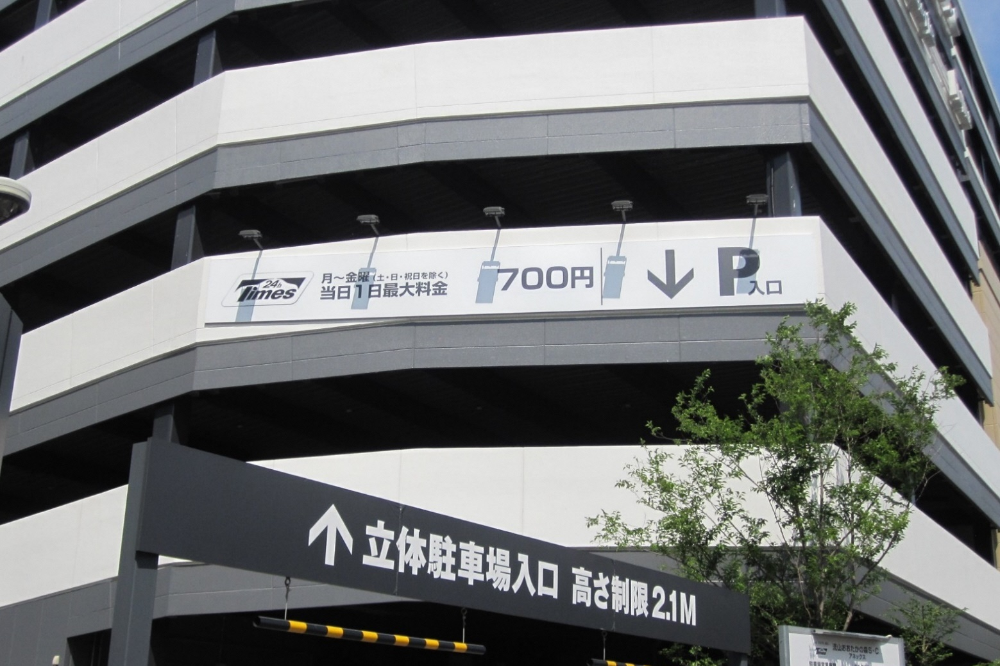 24h
Times
月～金曜（土・日・祝日を除く）
当日1日最大料金
700円
↓
P
入口
↑ 立体駐車場入口 高さ制限2.1M
流山おおたかの森S・C
アネックス